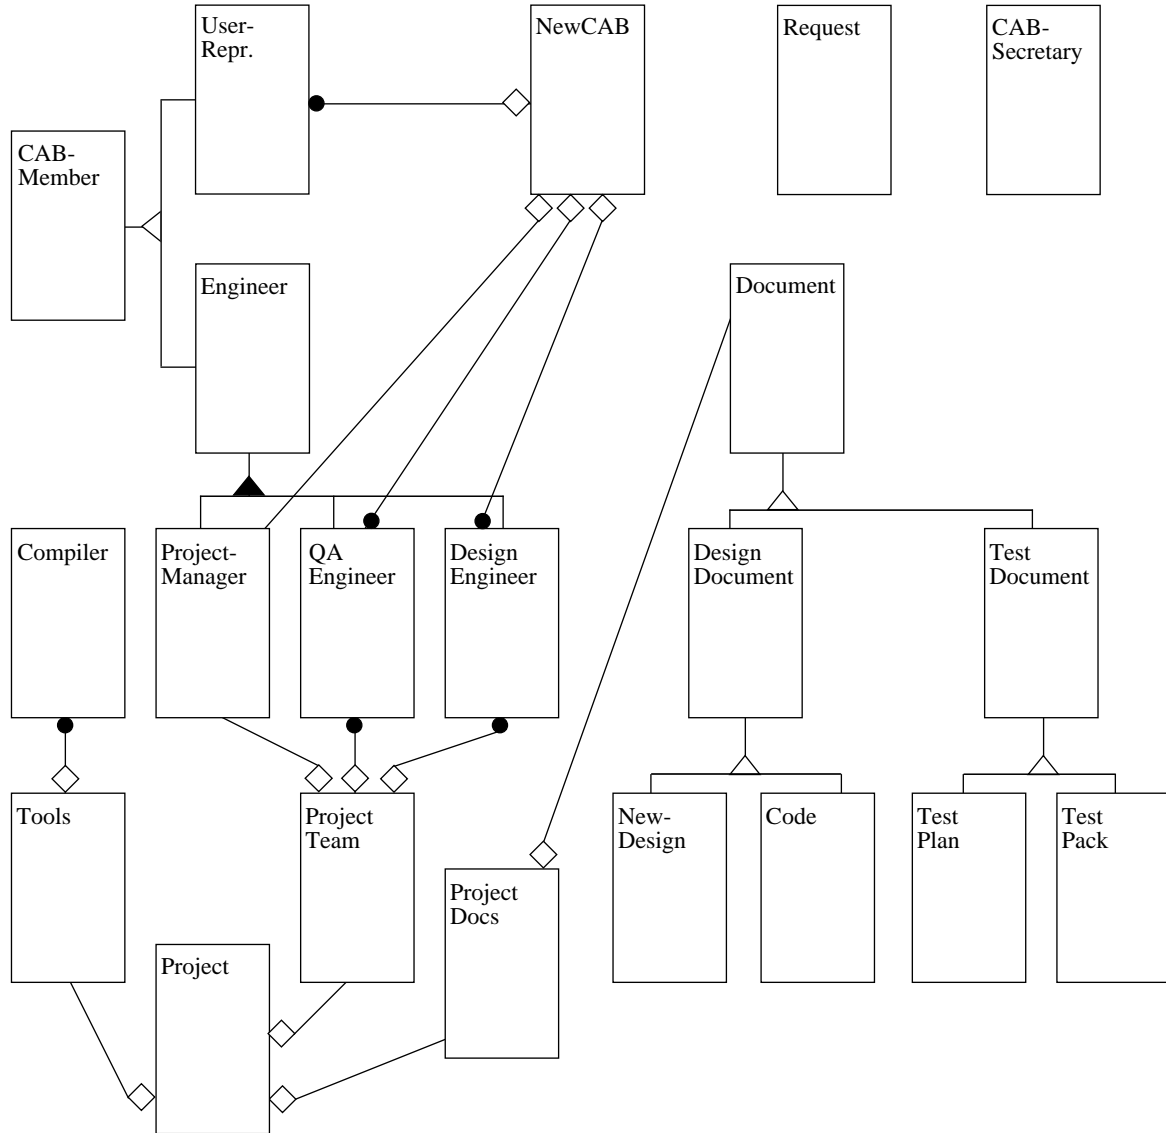 User-
Repr.
NewCAB
Request
CAB-
Secretary
CAB-
Member
Engineer
Document
Compiler
Project-
Manager
QA
Engineer
Design
Engineer
Design
Document
Test
Document
Tools
Project
Team
New-
Design
Code
Test
Plan
Test
Pack
Project
Docs
Project